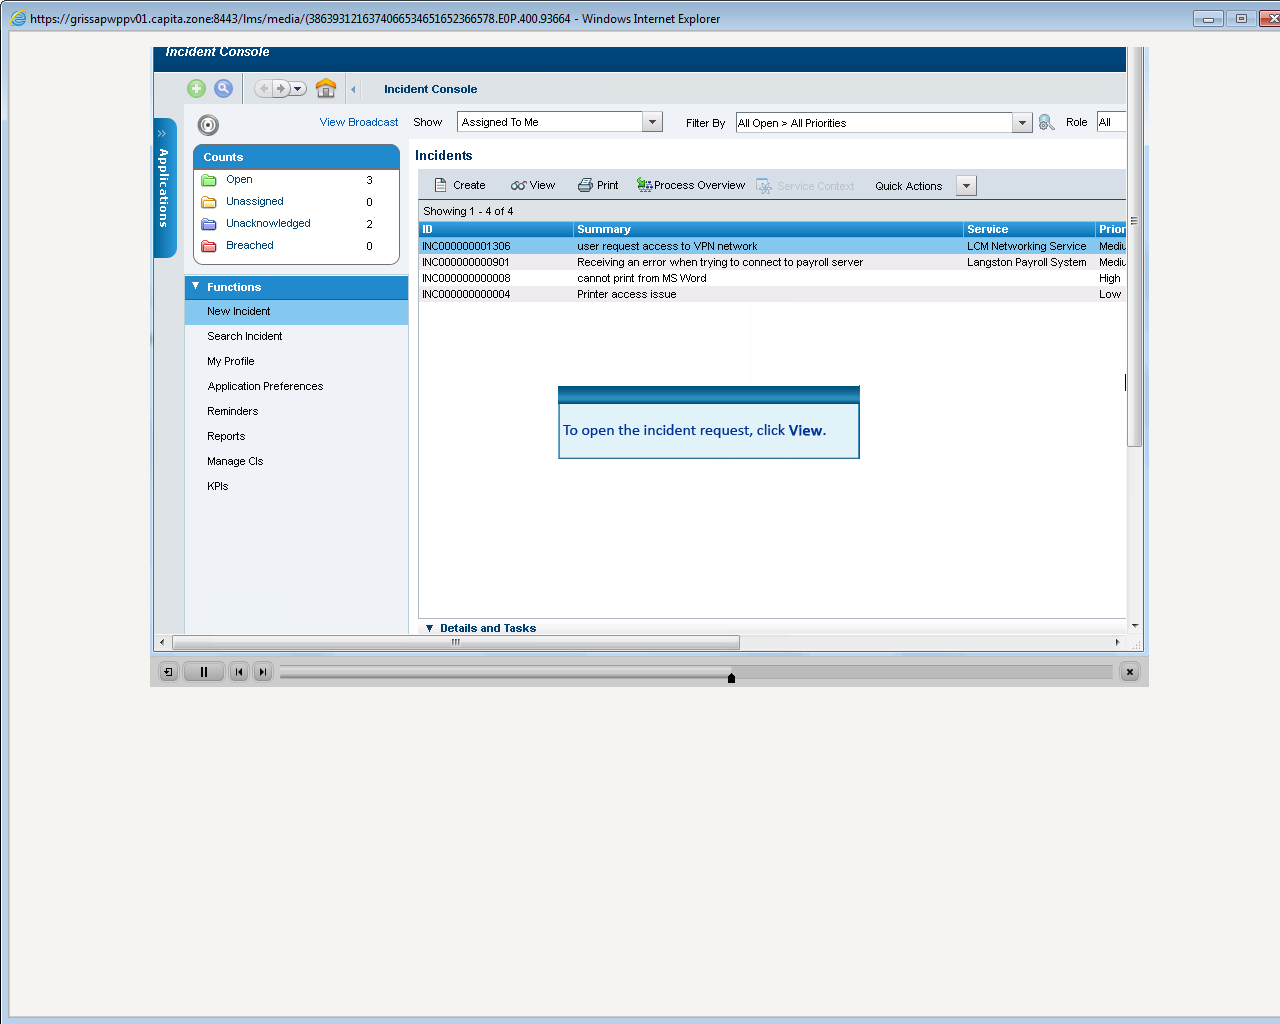 https://grissapwppv01.capita.zone:8443/lms/media/(3863931216374066534651652366578.E0P.400.93664 - Windows Internet Explorer
Incident Console
Incident Console
View Broadcast Show Assigned To Me Filter By All Open > All Priorities Role All
Applications
Counts
Open 3
Unassigned 0
Unacknowledged 2
Breached 0
Functions
New Incident
Search Incident
My Profile
Application Preferences
Reminders
Reports
Manage CIs
KPIs
Incidents
Create View Print Process Overview Service Context Quick Actions
Showing 1 - 4 of 4
ID Summary Service Prior
INC000000001306 user request access to VPN network LCM Networking Service Mediu
INC000000000901 Receiving an error when trying to connect to payroll server Langston Payroll System Mediu
INC000000000008 cannot print from MS Word High
INC000000000004 Printer access issue Low
To open the incident request, click View.
Details and Tasks